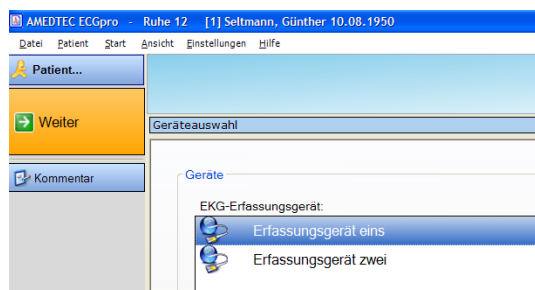 AMEDTEC ECGpro - Ruhe 12 [1] Seltmann, Günther 10.08.1950
Datei Patient Start Ansicht Einstellungen Hilfe
Patient...
Weiter
Geräteauswahl
Kommentar
Geräte
EKG-Erfassungsgerät:
Erfassungsgerät eins
Erfassungsgerät zwei